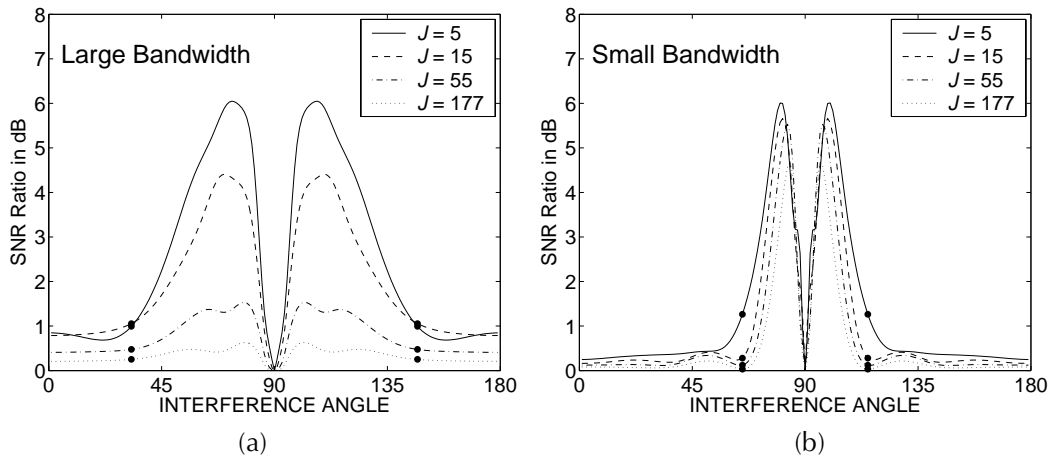 8
7
6
5
4
3
2
1
0
SNR Ratio in dB
Large Bandwidth
J = 5
J = 15
J = 55
J = 177
0 45 90 135 180
INTERFERENCE ANGLE
(a)
8
7
6
5
4
3
2
1
0
SNR Ratio in dB
Small Bandwidth
J = 5
J = 15
J = 55
J = 177
0 45 90 135 180
INTERFERENCE ANGLE
(b)